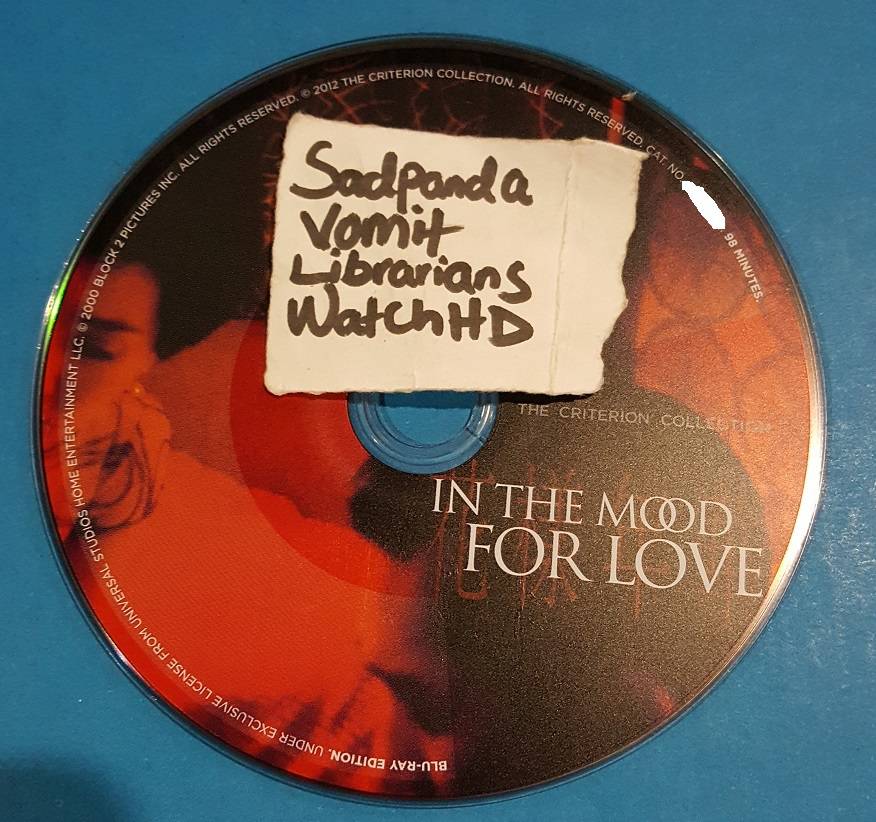 UNDER EXCLUSIVE LICENSE FROM UNIVERSAL STUDIOS HOME ENTERTAINMENT LLC. © 2000 BLOCK 2 PICTURES INC. ALL RIGHTS RESERVED. © 2012 THE CRITERION COLLECTION. ALL RIGHTS RESERVED. CAT. NO. 98 MINUTES.
Sadpanda
Vomit
Librarians
WatchHD
THE CRITERION COLLECTION
IN THE MOOD
FOR LOVE
BLU-RAY EDITION.